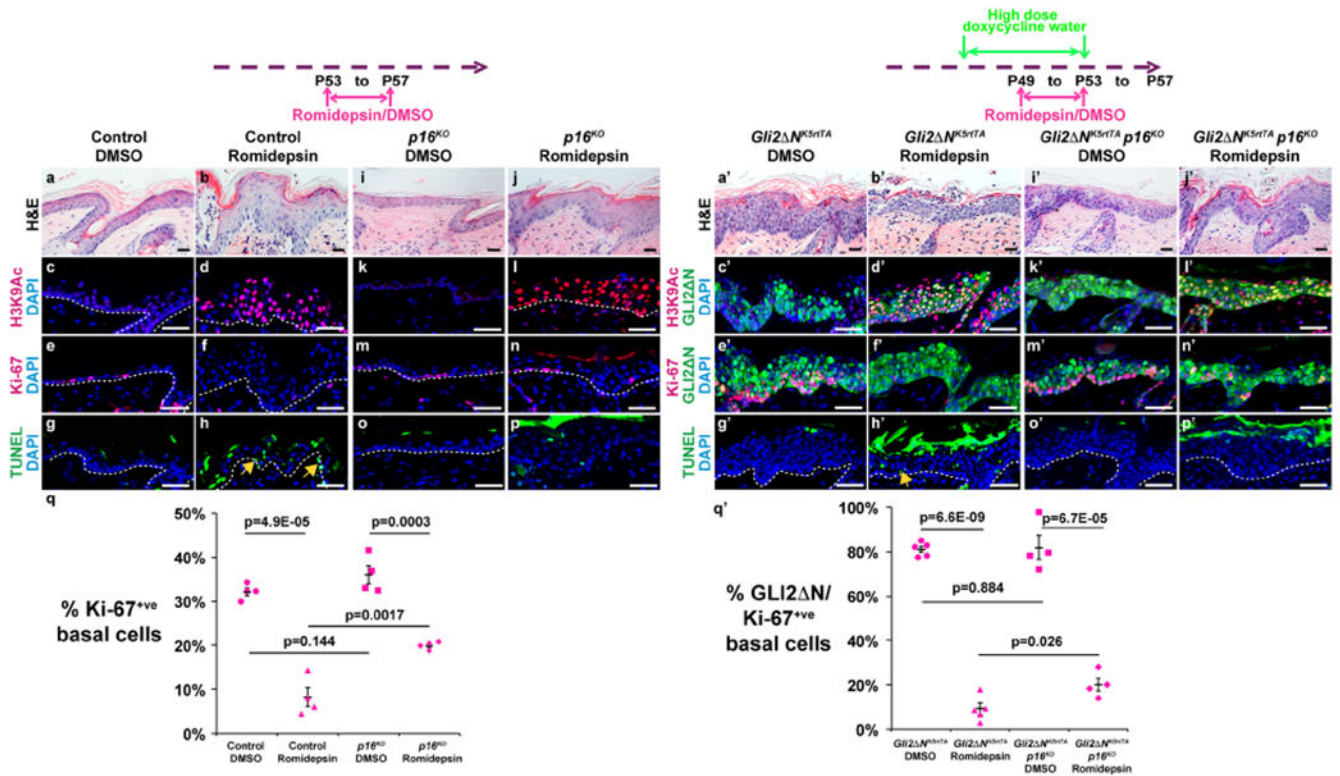 High dose
doxycycline water
P53 to P57
Romidepsin/DMSO
P49 to P53 to P57
Romidepsin/DMSO
Control
DMSO
Control
Romidepsin
p16KO
DMSO
p16KO
Romidepsin
Gli2ΔNK5rtTA
DMSO
Gli2ΔNK5rtTA
Romidepsin
Gli2ΔNK5rtTA p16KO
DMSO
Gli2ΔNK5rtTA p16KO
Romidepsin
H&E
a b i j
H&E
a' b' i' j'
H3K9Ac
DAPI
c d k l
H3K9Ac
GLI2ΔN
DAPI
c' d' k' l'
Ki-67
DAPI
e f m n
Ki-67
GLI2ΔN
DAPI
e' f' m' n'
TUNEL
DAPI
g h o p
TUNEL
DAPI
g' h' o' p'
q
50%
40%
30%
20%
10%
0%
% Ki-67+ve
basal cells
p=4.9E-05
p=0.0003
p=0.0017
p=0.144
Control
DMSO
Control
Romidepsin
p16KO
DMSO
p16KO
Romidepsin
q'
100%
80%
60%
40%
20%
0%
% GLI2ΔN/
Ki-67+ve
basal cells
p=6.6E-09
p=6.7E-05
p=0.884
p=0.026
Gli2ΔNK5rtTA
DMSO
Gli2ΔNK5rtTA
Romidepsin
Gli2ΔNK5rtTA
p16KO
DMSO
Gli2ΔNK5rtTA
p16KO
Romidepsin